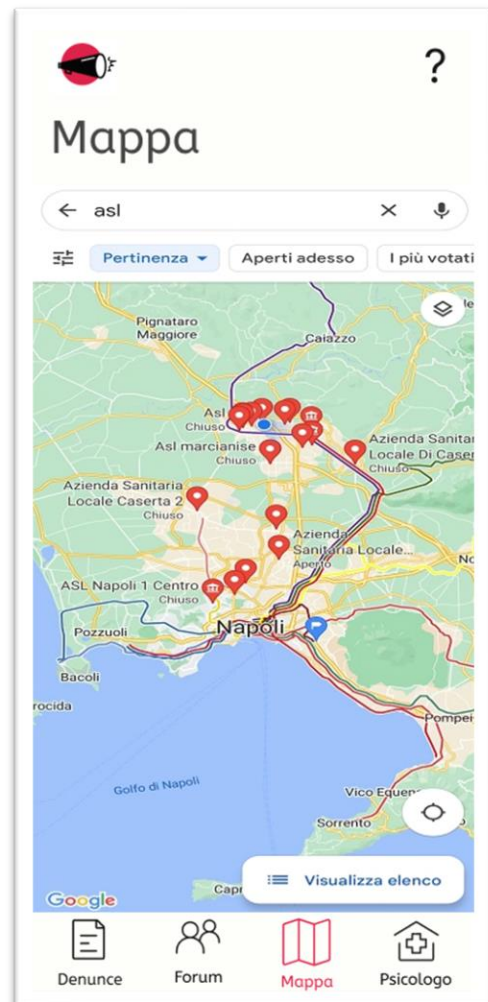 ?
Mappa
asl
Pertinenza
Aperti adesso
I più votati
Pignataro
Maggiore
Caiazzo
Asl
Chiuso
Asl marcianise
Chiuso
Azienda Sanitar
Locale Di Caser
Chiuso
Azienda Sanitaria
Locale Caserta 2
Chiuso
Azienda
Sanitaria Locale...
Aperto
No
ASL Napoli 1 Centro
Chiuso
Napoli
Pozzuoli
Bacoli
rocida
Pompei
Golfo di Napoli
Vico Equen
Sorrento
Capr
Visualizza elenco
Google
Denunce
Forum
Mappa
Psicologo